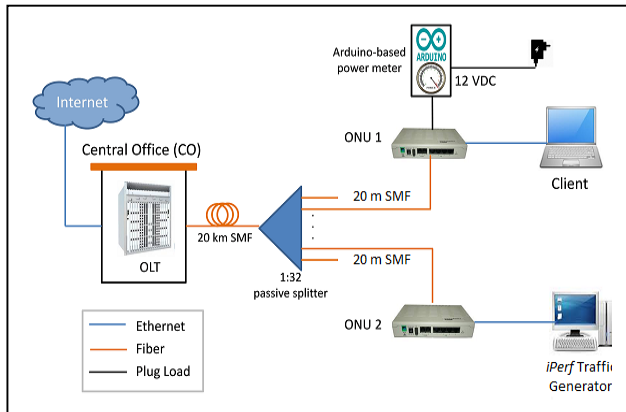 Internet
Central Office (CO)
OLT
20 km SMF
1:32
passive splitter
20 m SMF
20 m SMF
Arduino-based
power meter
ARDUINO
12 VDC
ONU 1
Client
ONU 2
iPerf Traffic
Generator
Ethernet
Fiber
Plug Load